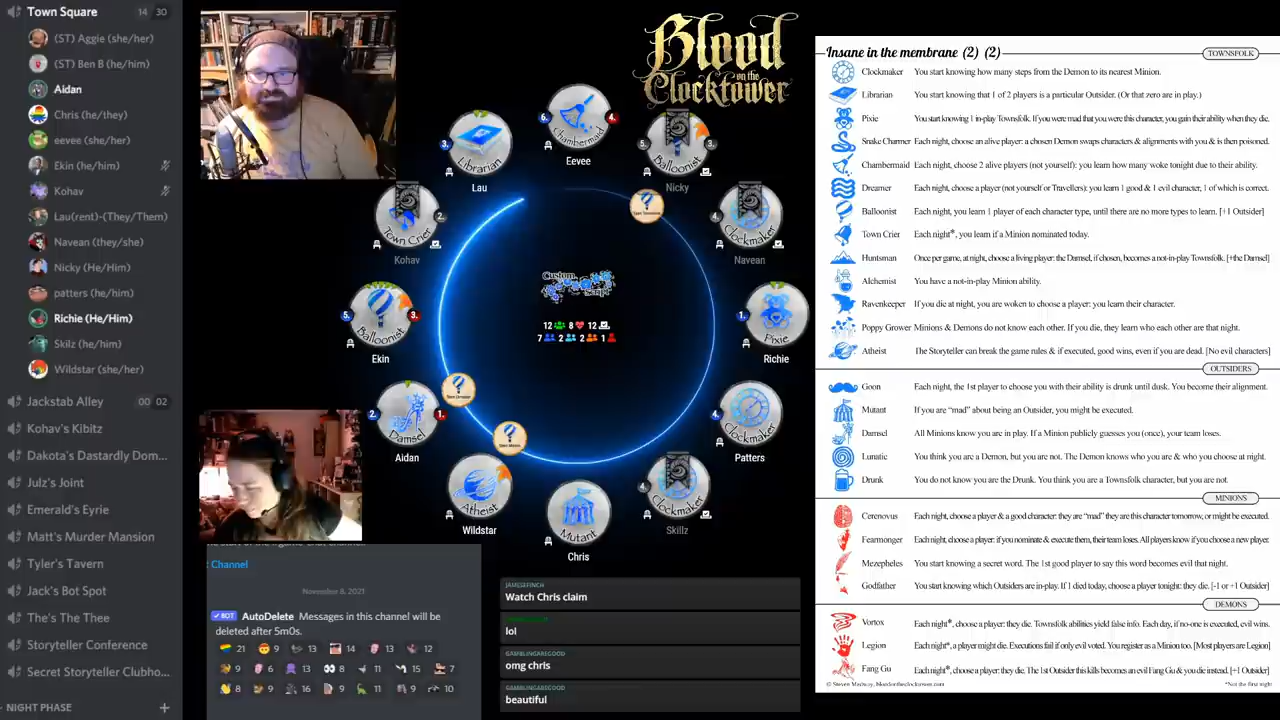 Town Square
14 30
(ST) Aggie (she/her)
(ST) Ben B (he/him)
Aidan
Chris (he/they)
eevee (she/her)
Ekin (he/him)
Kohav
Lau(rent)-(They/Them)
Navean (they/she)
Nicky (He/Him)
patters (he/him)
Richie (He/Him)
Skilz (he/him)
Wildstar (she/her)
Jackstab Alley
00 02
Kohav's Kibitz
Dakota's Dastardly Dom...
Julz's Joint
Emerald's Eyrie
Matt's Murder Mansion
Tyler's Tavern
Jack's Spot
Theo's Tephee
Storyteller Conference
Secret Seleller Clubho...
NIGHT PHASE
Blood
on the
Clocktower
Librarian
Lau
Chambermaid
Eevee
Balloonist
Nicky
Clockmaker
Navean
Pixie
Richie
Clockmaker
Patters
Clockmaker
Skillz
Mutant
Chris
Atheist
Wildstar
Damsel
Aidan
Balloonist
Ekin
Town Crier
Kohav
Custom
Script
12 8 12
7 2 2 1
Channel
November 8, 2021
BOT AutoDelete Messages in this channel will be
deleted after 5m0s.
21 9 13 14 13 12
9 6 13 8 15 7
8 9 16 9 11 9 10
JAMESEFINCH
Watch Chris claim
lol
GAMBLINGAREGOOD
omg chris
GAMBLINGAREGOOD
beautiful
Insane in the membrane (2) (2)
TOWNSFOLK
Clockmaker You start knowing how many steps from the Demon to its nearest Minion.
Librarian You start knowing that 1 of 2 players is a particular Outsider. (Or that zero are in play.)
Pixie You start knowing 1 in-play Townsfolk. If you were mad that you were this character, you gain their ability when they die.
Snake Charmer Each night, choose an alive player: a chosen Demon swaps characters & alignments with you & is then poisoned.
Chambermaid Each night, choose 2 alive players (not yourself): you learn how many woke tonight due to their ability.
Dreamer Each night, choose a player (not yourself or Travellers): you learn 1 good & 1 evil character, 1 of which is correct.
Balloonist Each night, you learn 1 player of each character type, until there are no more types to learn. [+1 Outsider]
Town Crier Each night*, you learn if a Minion nominated today.
Huntsman Once per game, at night, choose a living player: the Damsel, if chosen, becomes a not-in-play Townsfolk. [+the Damsel]
Alchemist You have a not-in-play Minion ability.
Ravenkeeper If you die at night, you are woken to choose a player: you learn their character.
Poppy Grower Minions & Demons do not know each other. If you die, they learn who each other are that night.
Atheist The Storyteller can break the game rules & if executed, good wins, even if you are dead. [No evil characters]
OUTSIDERS
Goon Each night, the 1st player to choose you with their ability is drunk until dusk. You become their alignment.
Mutant If you are “mad” about being an Outsider, you might be executed.
Damsel All Minions know you are in play. If a Minion publicly guesses you (once), your team loses.
Lunatic You think you are a Demon, but you are not. The Demon knows who you are & who you choose at night.
Drunk You do not know you are the Drunk. You think you are a Townsfolk character, but you are not.
MINIONS
Cerenovus Each night, choose a player & a good character: they are “mad” they are this character tomorrow, or might be executed.
Fearmonger Each night, choose a player: if you nominate & execute them, their team loses. All players know if you choose a new player.
Mezepheles You start knowing a secret word. The 1st good player to say this word becomes evil that night.
Godfather You start knowing which Outsiders are in-play. If 1 died today, choose a player tonight: they die. [-1 or +1 Outsider]
DEMONS
Vortox Each night*, choose a player: they die. Townsfolk abilities yield false info. Each day, if no-one is executed, evil wins.
Legion Each night*, a player might die. Executions fail if only evil voted. You register as a Minion too. [Most players are Legion]
Fang Gu Each night*, choose a player: they die. The 1st Outsider this kills becomes an evil Fang Gu & you die instead. [+1 Outsider]
© Steven Medway, bloodontheclocktower.com
*Not the first night